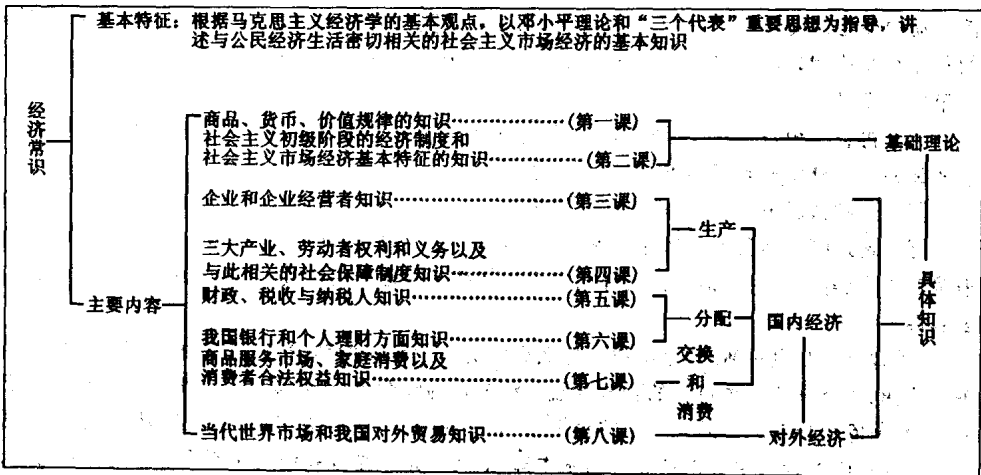 基本特征：根据马克思主义经济学的基本观点，以邓小平理论和“三个代表”重要思想为指导，讲
述与公民经济生活密切相关的社会主义市场经济的基本知识
经济常识
商品、货币、价值规律的知识………………(第一课)
社会主义初级阶段的经济制度和
社会主义市场经济基本特征的知识…………(第二课)
基础理论
企业和企业经营者知识………………………(第三课)
生产
三大产业、劳动者权利和义务以及
与此相关的社会保障制度知识………………(第四课)
具体知识
主要内容
财政、税收与纳税人知识……………………(第五课)
分配
国内经济
我国银行和个人理财方面知识………………(第六课)
商品服务市场、家庭消费以及
消费者合法权益知识…………………………(第七课)
交换
和
消费
当代世界市场和我国对外贸易知识…………(第八课)
对外经济